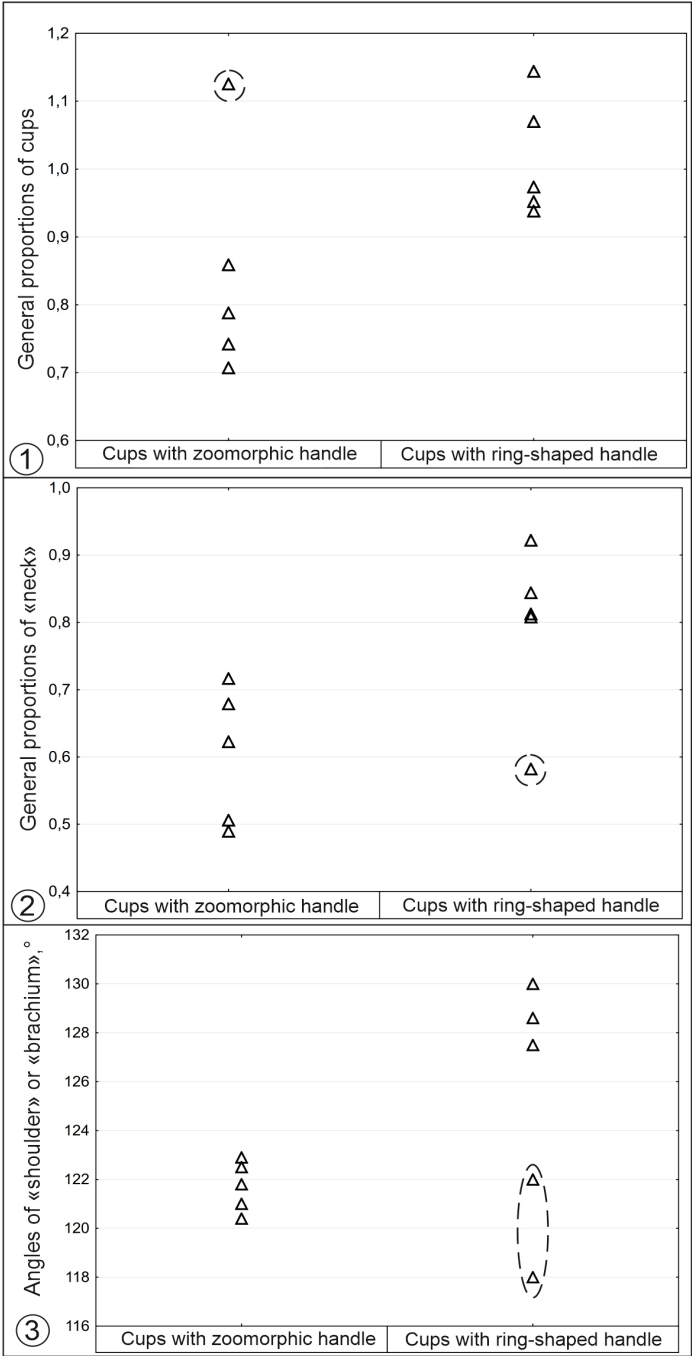 General proportions of cups
1,2
1,1
1,0
0,9
0,8
0,7
0,6
Cups with zoomorphic handle
Cups with ring-shaped handle
1
General proportions of «neck»
1,0
0,9
0,8
0,7
0,6
0,5
0,4
Cups with zoomorphic handle
Cups with ring-shaped handle
2
Angles of «shoulder» or «brachium»,°
132
130
128
126
124
122
120
118
116
Cups with zoomorphic handle
Cups with ring-shaped handle
3